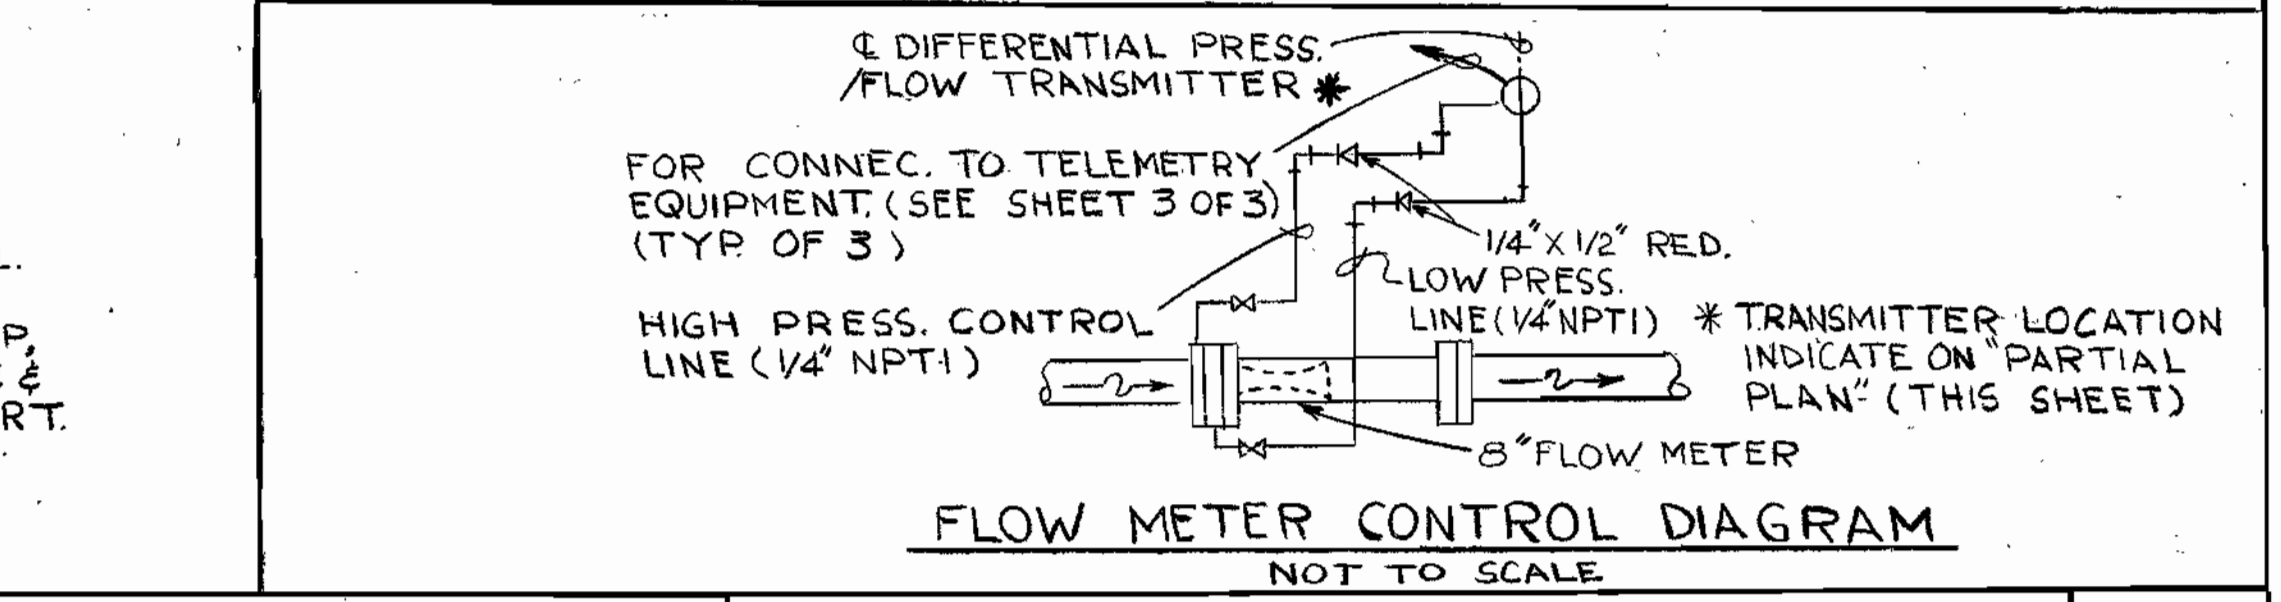 P.
&
RT.
℄ DIFFERENTIAL PRESS.
/FLOW TRANSMITTER *
FOR CONNEC. TO TELEMETRY
EQUIPMENT. (SEE SHEET 3 OF 3)
(TYP. OF 3)
1/4" X 1/2" RED.
LOW PRESS.
LINE (1/4" NPTI)
HIGH PRESS. CONTROL
LINE (1/4" NPTI)
* TRANSMITTER LOCATION
INDICATE ON "PARTIAL
PLAN" (THIS SHEET)
8" FLOW METER
FLOW METER CONTROL DIAGRAM
NOT TO SCALE